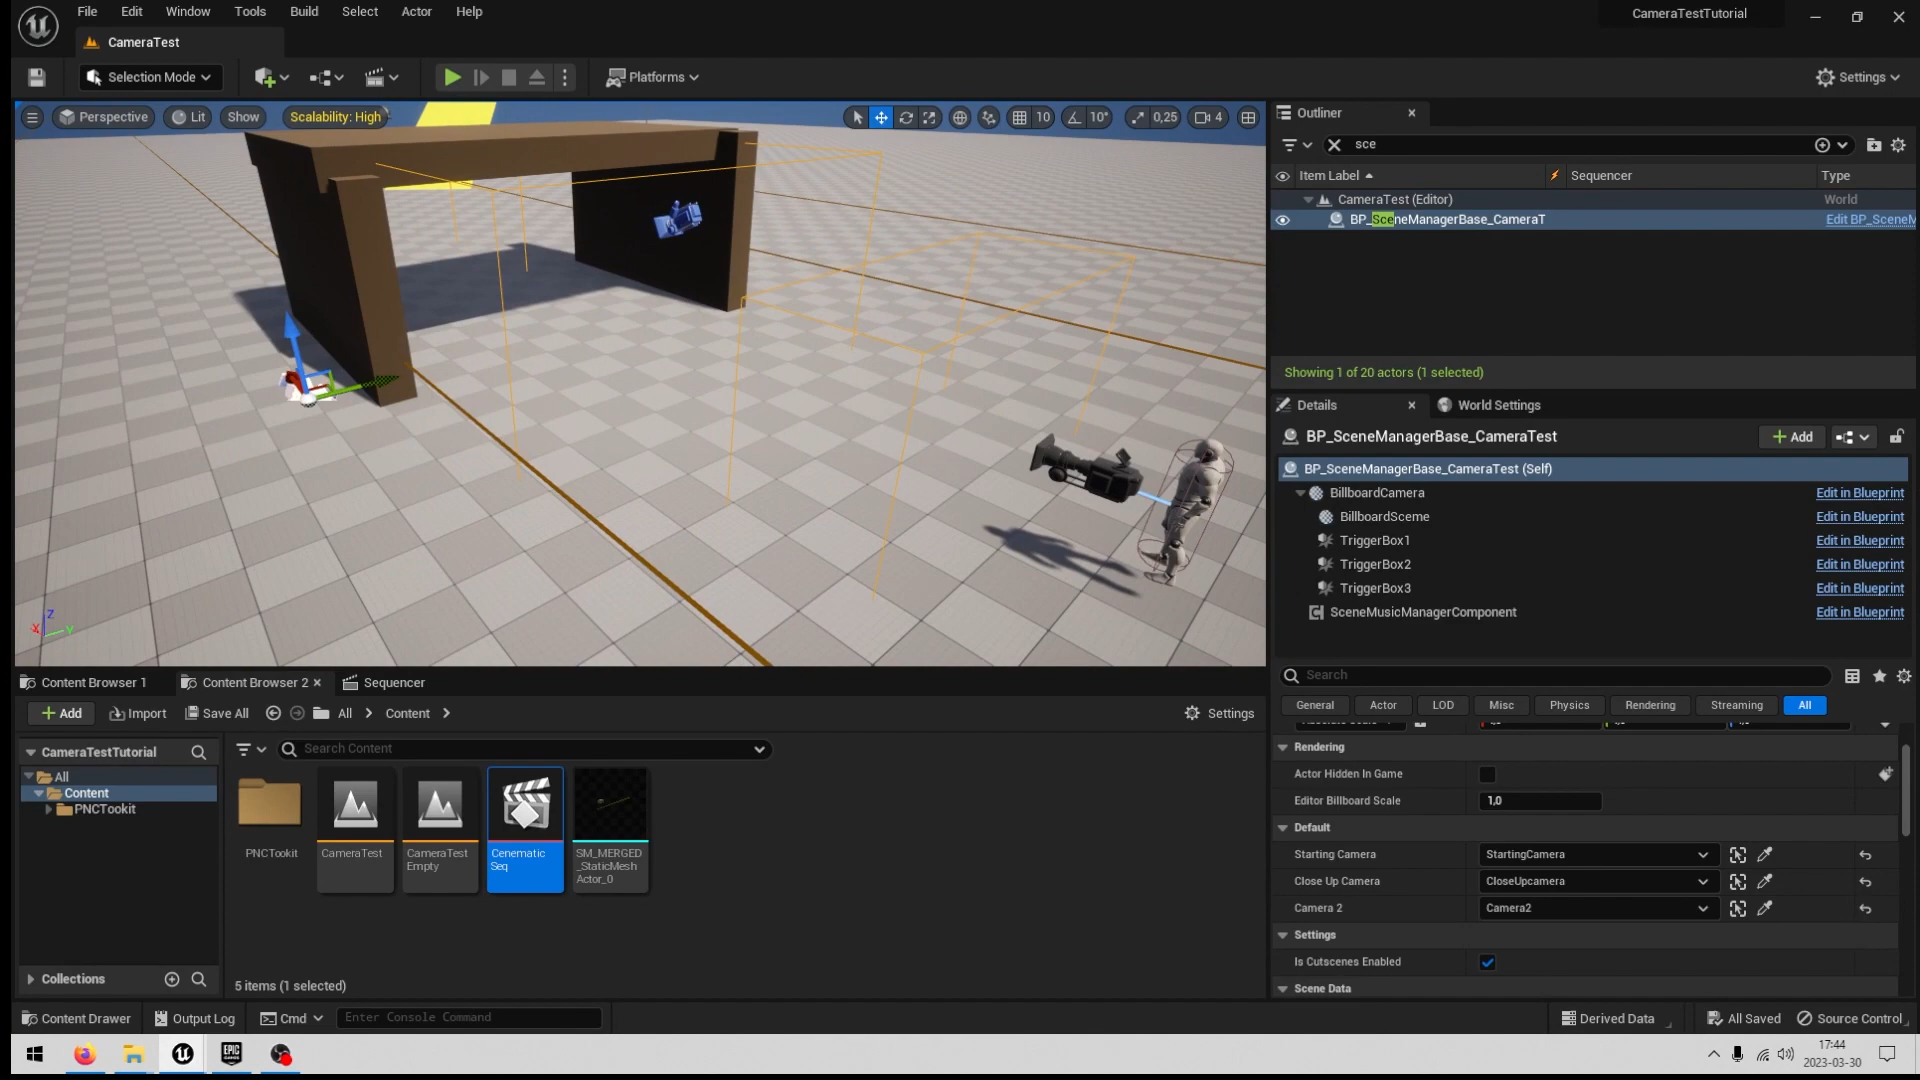 File Edit Window Tools Build Select Actor Help
CameraTestTutorial
CameraTest
Selection Mode
Platforms
Settings
Perspective Lit Show Scalability: High
10 10° 0,25 4
Outliner
sce
Item Label Sequencer Type
CameraTest (Editor) World
BP_SceneManagerBase_CameraT Edit BP_SceneM
Showing 1 of 20 actors (1 selected)
Details World Settings
BP_SceneManagerBase_CameraTest
Add
BP_SceneManagerBase_CameraTest (Self)
BillboardCamera Edit in Blueprint
BillboardSceme Edit in Blueprint
TriggerBox1 Edit in Blueprint
TriggerBox2 Edit in Blueprint
TriggerBox3 Edit in Blueprint
SceneMusicManagerComponent Edit in Blueprint
Search
General Actor LOD Misc Physics Rendering Streaming All
Rendering
Actor Hidden In Game
Editor Billboard Scale 1,0
Default
Starting Camera StartingCamera
Close Up Camera CloseUpcamera
Camera 2 Camera2
Settings
Is Cutscenes Enabled
Scene Data
Z
X Y
Content Browser 1 Content Browser 2 Sequencer
Add Import Save All All Content Settings
CameraTestTutorial
Search Content
All
Content
PNCTookit
Collections
PNCTookit
CameraTest
CameraTest
Empty
Cenematic
Seq
SM_MERGED
_StaticMesh
Actor_0
5 items (1 selected)
Content Drawer Output Log Cmd Enter Console Command
Derived Data All Saved Source Control
EPIC
GAMES
17:44
2023-03-30